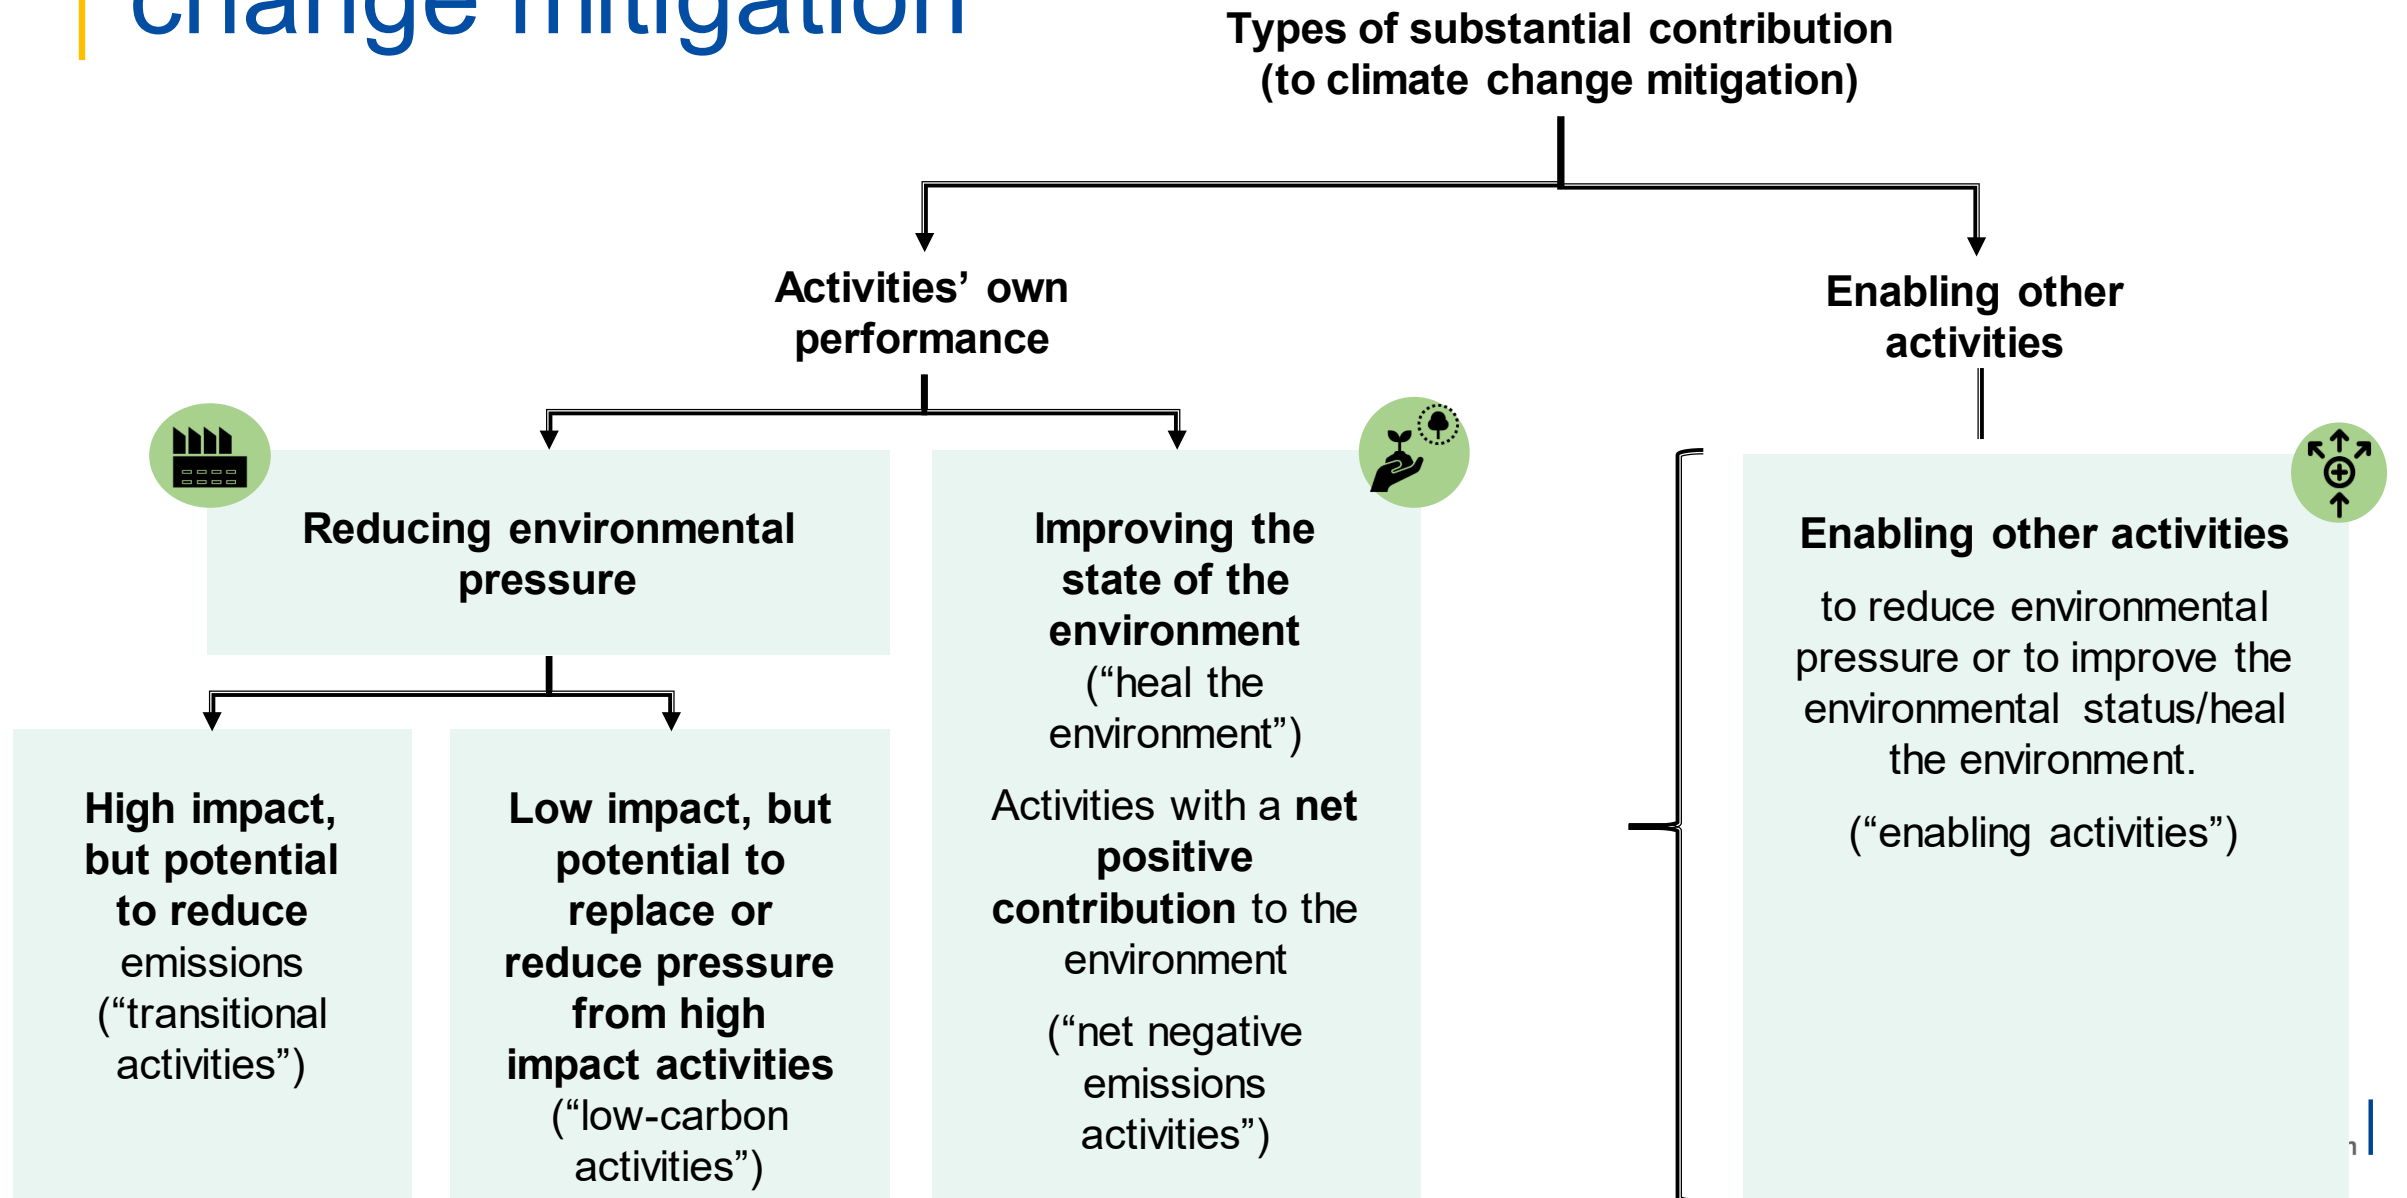 change mitigation
Types of substantial contribution
(to climate change mitigation)
Activities’ own
performance
Enabling other
activities
Reducing environmental
pressure
High impact,
but potential
to reduce
emissions
(“transitional
activities”)
Low impact, but
potential to
replace or
reduce pressure
from high
impact activities
(“low-carbon
activities”)
Improving the
state of the
environment
(“heal the
environment”)
Activities with a net
positive
contribution to the
environment
(“net negative
emissions
activities”)
Enabling other activities
to reduce environmental
pressure or to improve the
environmental status/heal
the environment.
(“enabling activities”)